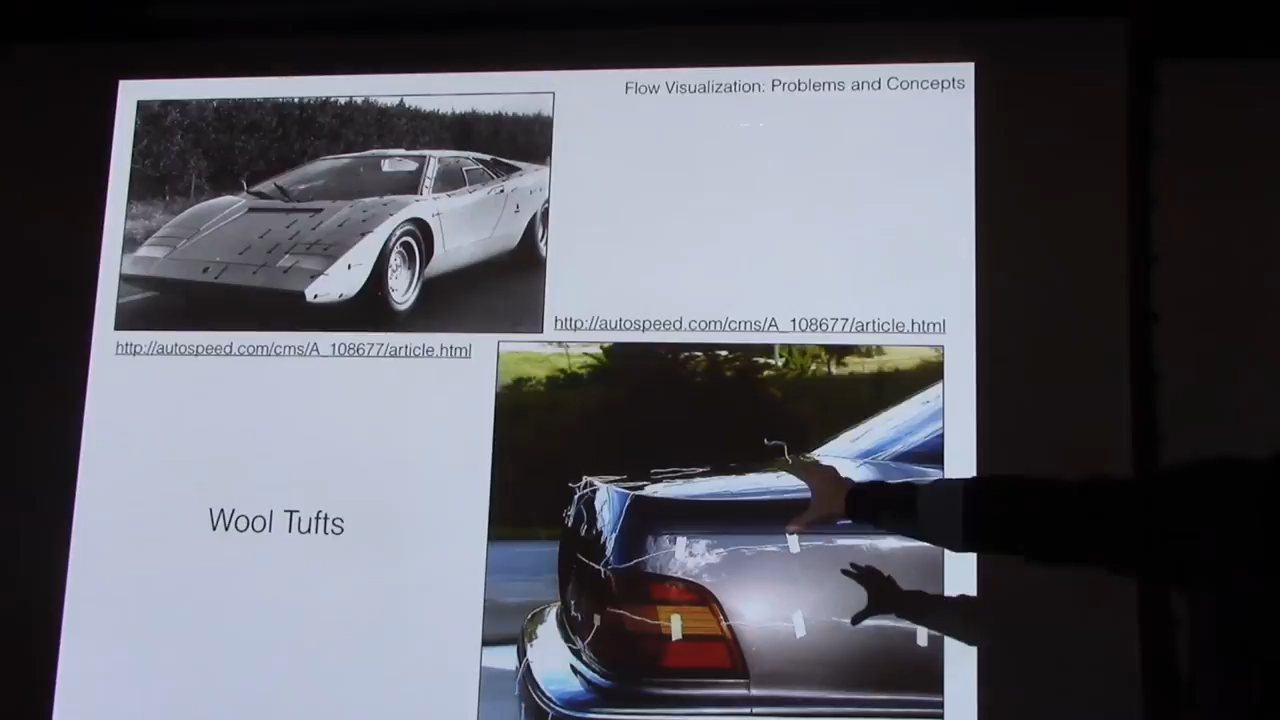 Flow Visualization: Problems and Concepts
http://autospeed.com/cms/A_108677/article.html
http://autospeed.com/cms/A_108677/article.html
Wool Tufts